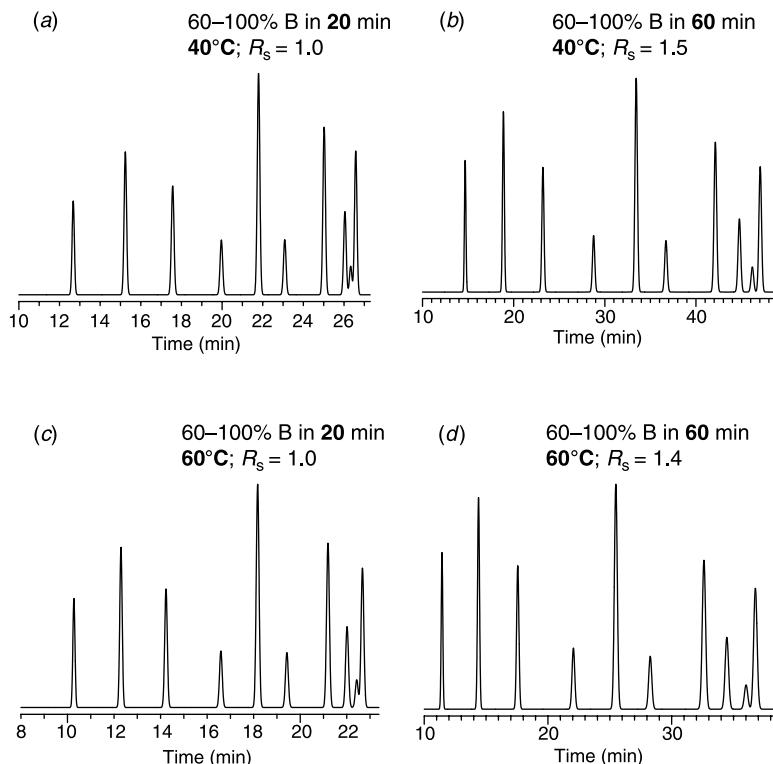 (a)
60–100% B in 20 min
40°C; Rs = 1.0
10 12 14 16 18 20 22 24 26
Time (min)
(b)
60–100% B in 60 min
40°C; Rs = 1.5
10 20 30 40
Time (min)
(c)
60–100% B in 20 min
60°C; Rs = 1.0
8 10 12 14 16 18 20 22
Time (min)
(d)
60–100% B in 60 min
60°C; Rs = 1.4
10 20 30
Time (min)